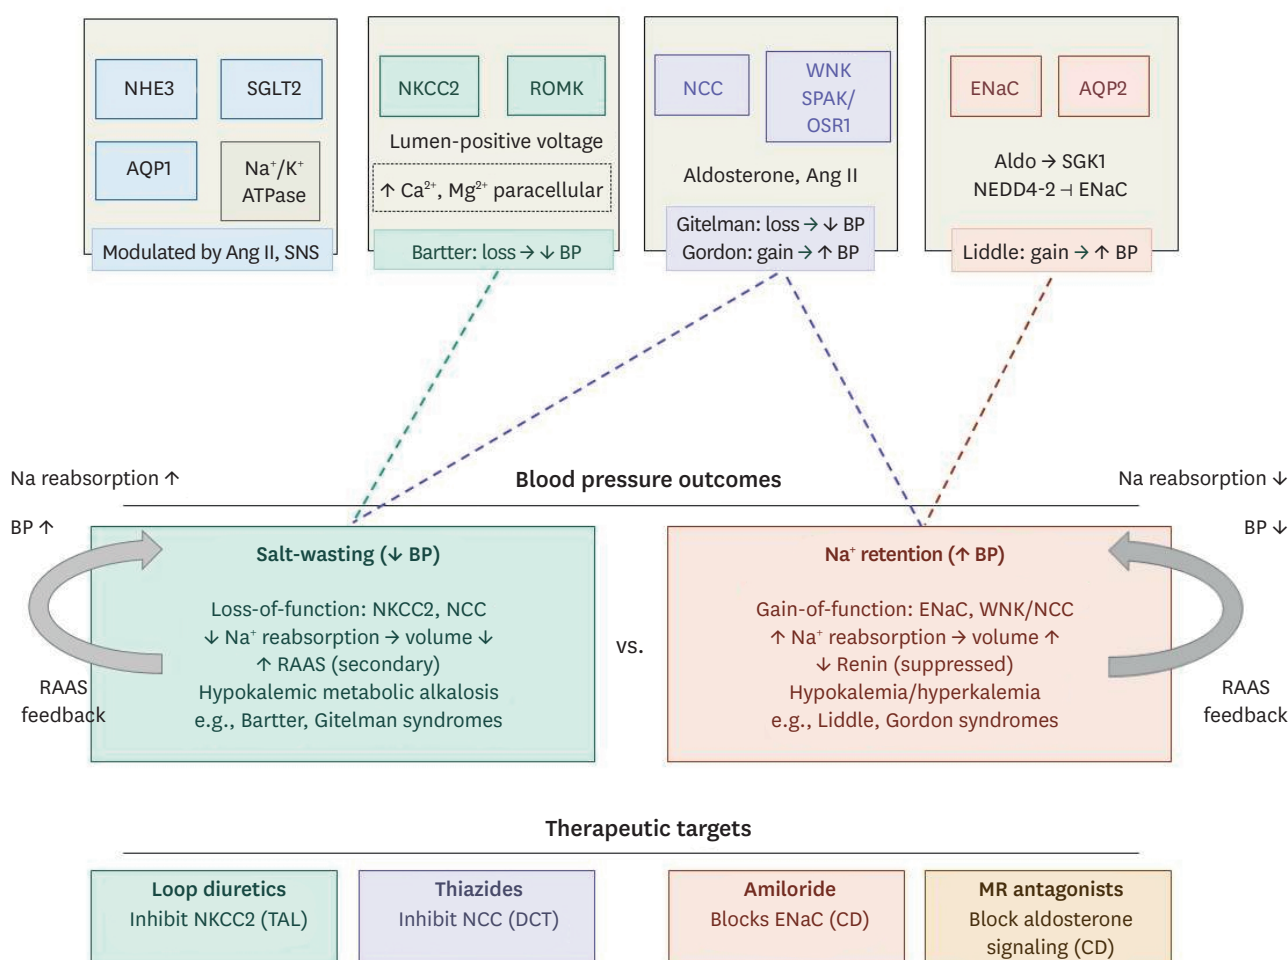 NHE3
SGLT2
AQP1
Na⁺/K⁺
ATPase
Modulated by Ang II, SNS
NKCC2
ROMK
Lumen-positive voltage
↑ Ca²⁺, Mg²⁺ paracellular
Bartter: loss → ↓ BP
NCC
WNK
SPAK/
OSR1
Aldosterone, Ang II
Gitelman: loss → ↓ BP
Gordon: gain → ↑ BP
ENaC
AQP2
Aldo → SGK1
NEDD4-2 ⊣ ENaC
Liddle: gain → ↑ BP
Na reabsorption ↑
Blood pressure outcomes
Na reabsorption ↓
BP ↑
BP ↓
Salt-wasting (↓ BP)
Loss-of-function: NKCC2, NCC
↓ Na⁺ reabsorption → volume ↓
↑ RAAS (secondary)
Hypokalemic metabolic alkalosis
e.g., Bartter, Gitelman syndromes
RAAS
feedback
vs.
Na⁺ retention (↑ BP)
Gain-of-function: ENaC, WNK/NCC
↑ Na⁺ reabsorption → volume ↑
↓ Renin (suppressed)
Hypokalemia/hyperkalemia
e.g., Liddle, Gordon syndromes
RAAS
feedback
Therapeutic targets
Loop diuretics
Inhibit NKCC2 (TAL)
Thiazides
Inhibit NCC (DCT)
Amiloride
Blocks ENaC (CD)
MR antagonists
Block aldosterone
signaling (CD)